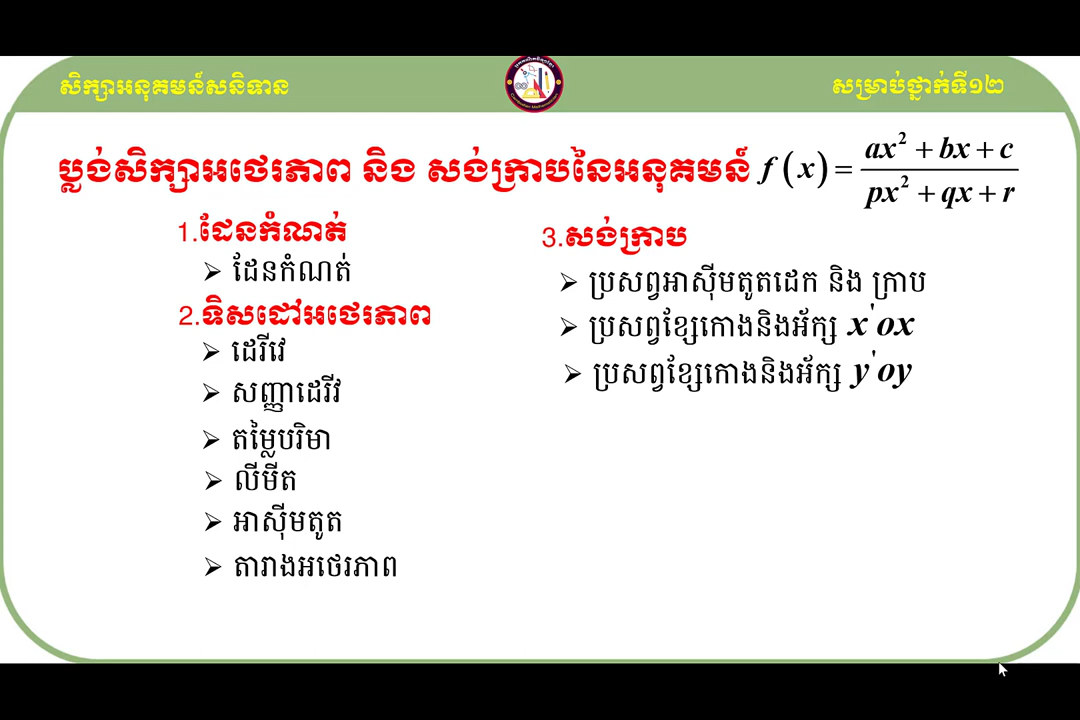 សិក្សាអនុគមន៍សនិទាន
សម្រាប់ថ្នាក់ទី១២
ប្លង់សិក្សាអថេរភាព និង សង់ក្រាបនៃអនុគមន៍ f(x) = (ax² + bx + c)/(px² + qx + r)
1.ដែនកំណត់
➢ ដែនកំណត់
2.ទិសដៅអថេរភាព
➢ ដេរីវេ
➢ សញ្ញាដេរីវេ
➢ តម្លៃបរិមា
➢ លីមីត
➢ អាស៊ីមតូត
➢ តារាងអថេរភាព
3.សង់ក្រាប
➢ ប្រសព្វអាស៊ីមតូតដេក និង ក្រាប
➢ ប្រសព្វខ្សែកោងនិងអ័ក្ស x'ox
➢ ប្រសព្វខ្សែកោងនិងអ័ក្ស y'oy